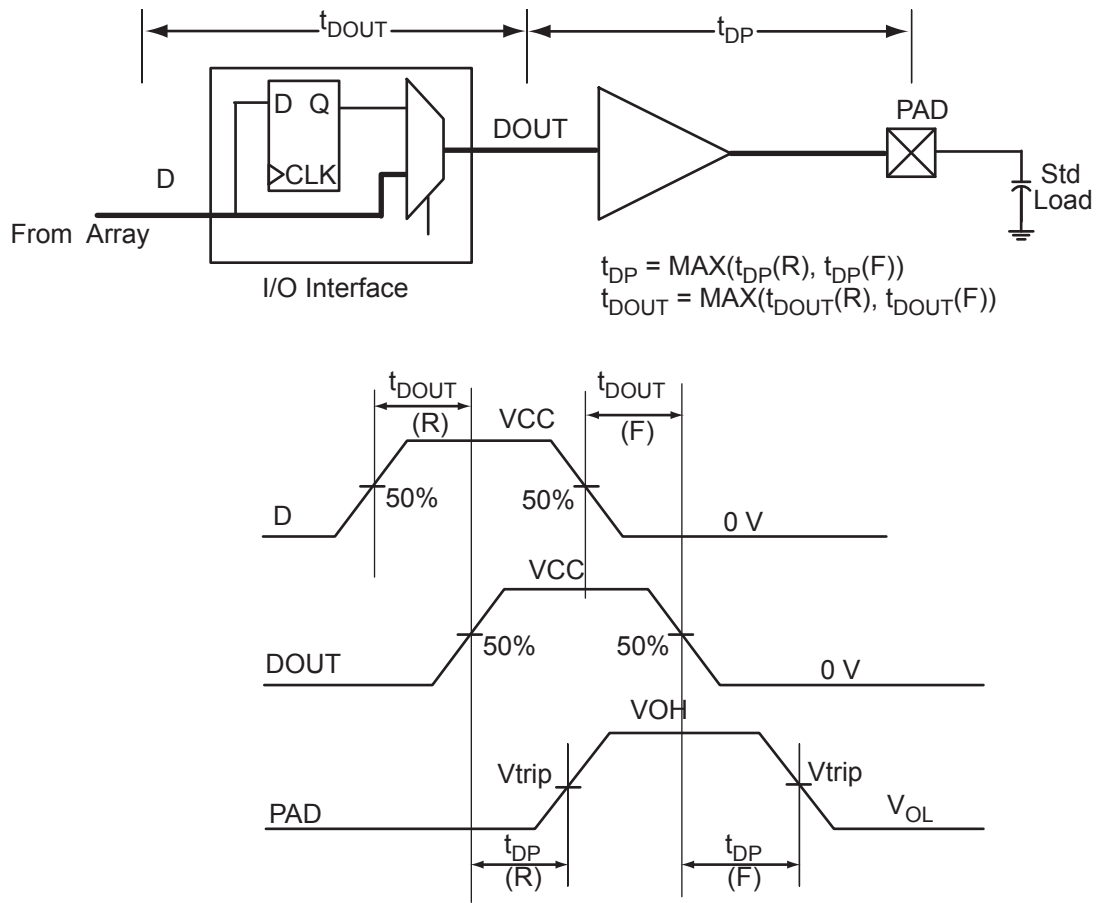 tDOUT
tDP
D Q
CLK
D
From Array
I/O Interface
DOUT
PAD
Std
Load
tDP = MAX(tDP(R), tDP(F))
tDOUT = MAX(tDOUT(R), tDOUT(F))
tDOUT
(R)
VCC
tDOUT
(F)
50%
50%
D
0 V
VCC
50%
50%
DOUT
0 V
VOH
Vtrip
Vtrip
PAD
VOL
tDP
(R)
tDP
(F)